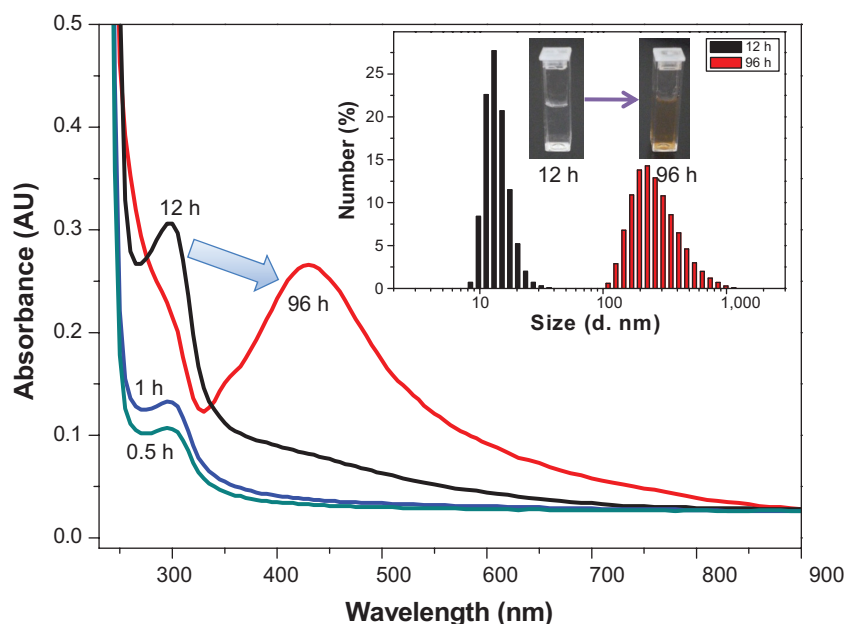 Absorbance (AU)
0.5
0.4
0.3
0.2
0.1
0.0
12 h
96 h
1 h
0.5 h
300
400
500
600
700
800
900
Wavelength (nm)
Number (%)
25
20
15
10
5
0
12 h
96 h
12 h
96 h
10
100
1,000
Size (d. nm)